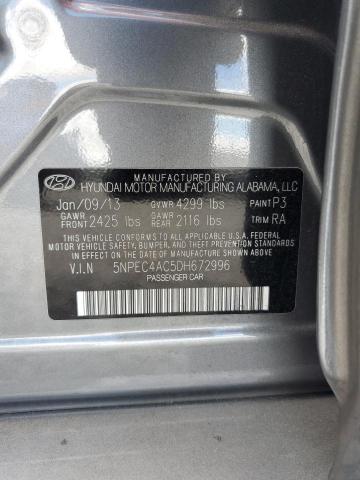 MANUFACTURED BY
HYUNDAI MOTOR MANUFACTURING ALABAMA, LLC
Jan/09/13 GVWR 4299 lbs PAINT P3
GAWR FRONT 2425 lbs GAWR REAR 2116 lbs TRIM RA
THIS VEHICLE CONFORMS TO ALL APPLICABLE U.S.A. FEDERAL
MOTOR VEHICLE SAFETY, BUMPER, AND THEFT PREVENTION
STANDARDS IN EFFECT ON THE DATE OF MANUFACTURE SHOWN
ABOVE.
V.I.N 5NPEC4AC5DH672996
PASSENGER CAR